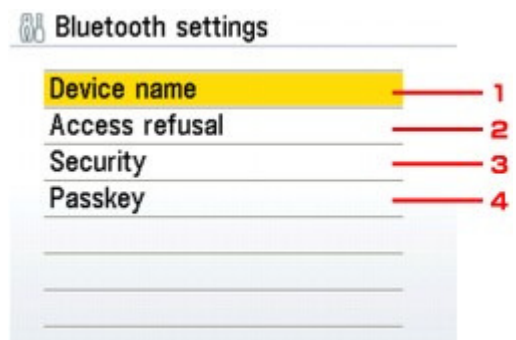 Bluetooth settings
Device name 1
Access refusal 2
Security 3
Passkey 4